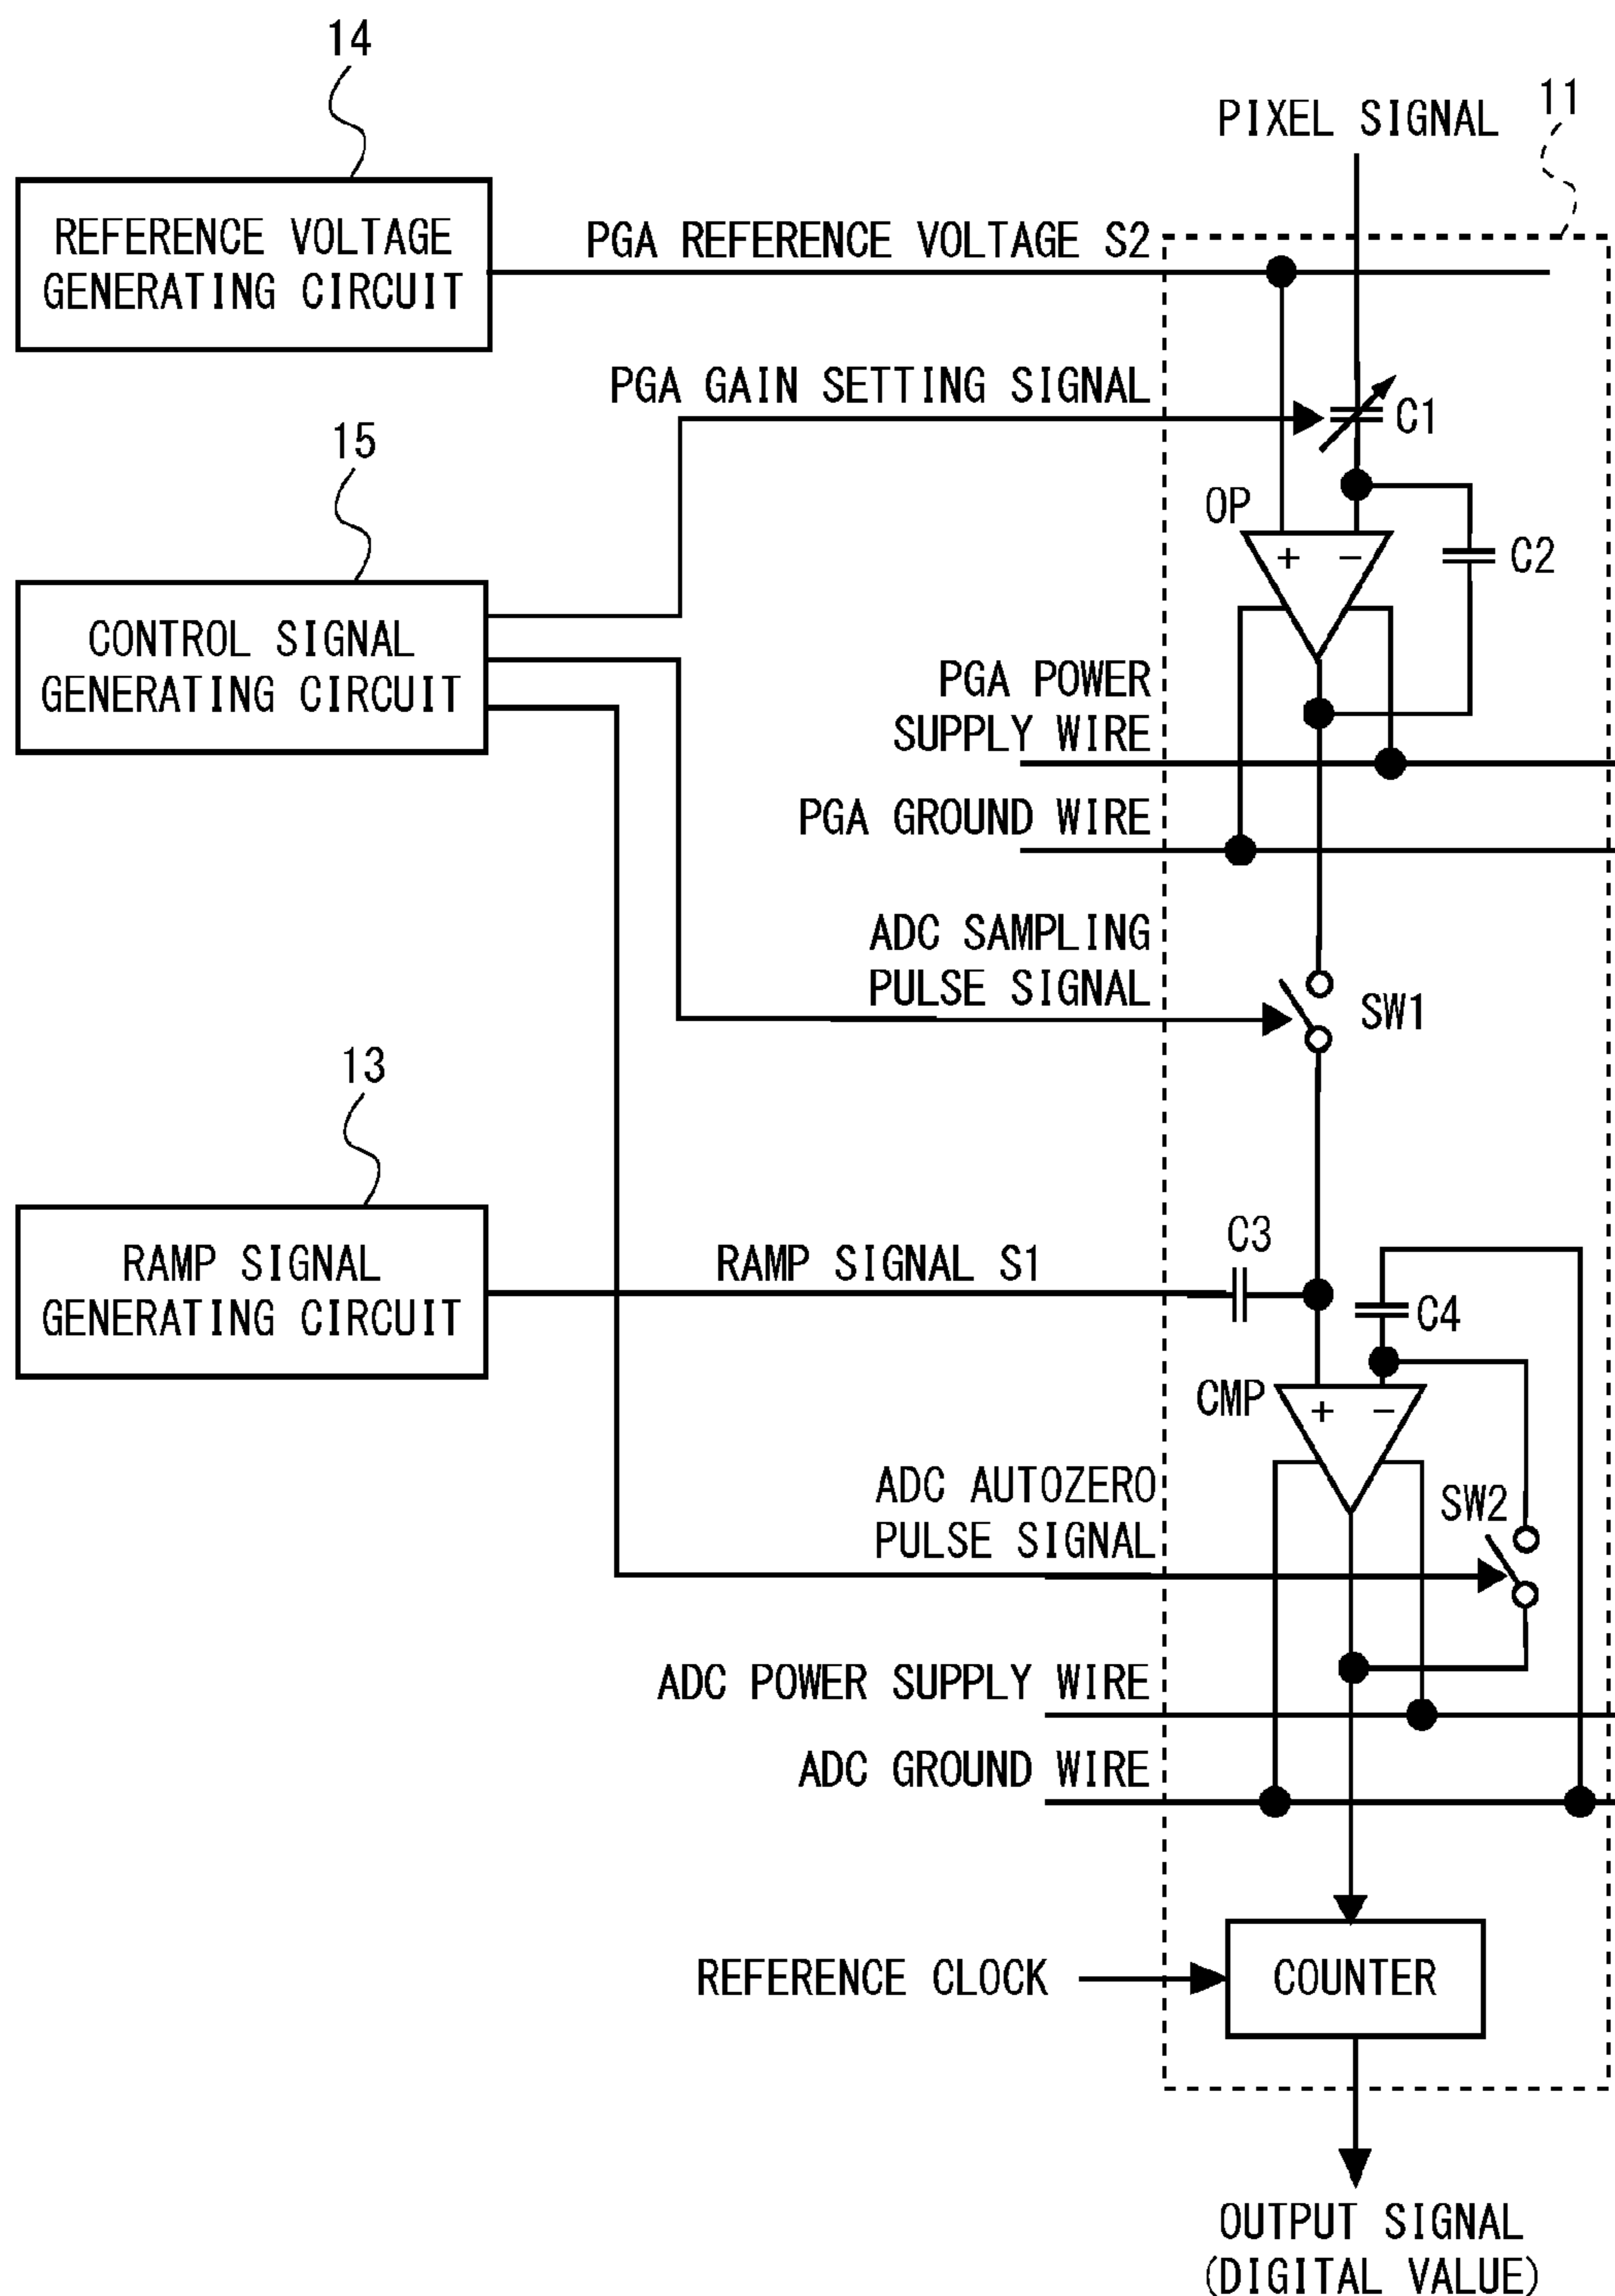 14
PIXEL SIGNAL
11
REFERENCE VOLTAGE
GENERATING CIRCUIT
PGA REFERENCE VOLTAGE S2
PGA GAIN SETTING SIGNAL
C1
15
OP
+ −
C2
CONTROL SIGNAL
GENERATING CIRCUIT
PGA POWER
SUPPLY WIRE
PGA GROUND WIRE
ADC SAMPLING
PULSE SIGNAL
SW1
13
RAMP SIGNAL
GENERATING CIRCUIT
RAMP SIGNAL S1
C3
C4
CMP
+ −
ADC AUTOZERO
PULSE SIGNAL
SW2
ADC POWER SUPPLY WIRE
ADC GROUND WIRE
REFERENCE CLOCK
COUNTER
OUTPUT SIGNAL
(DIGITAL VALUE)